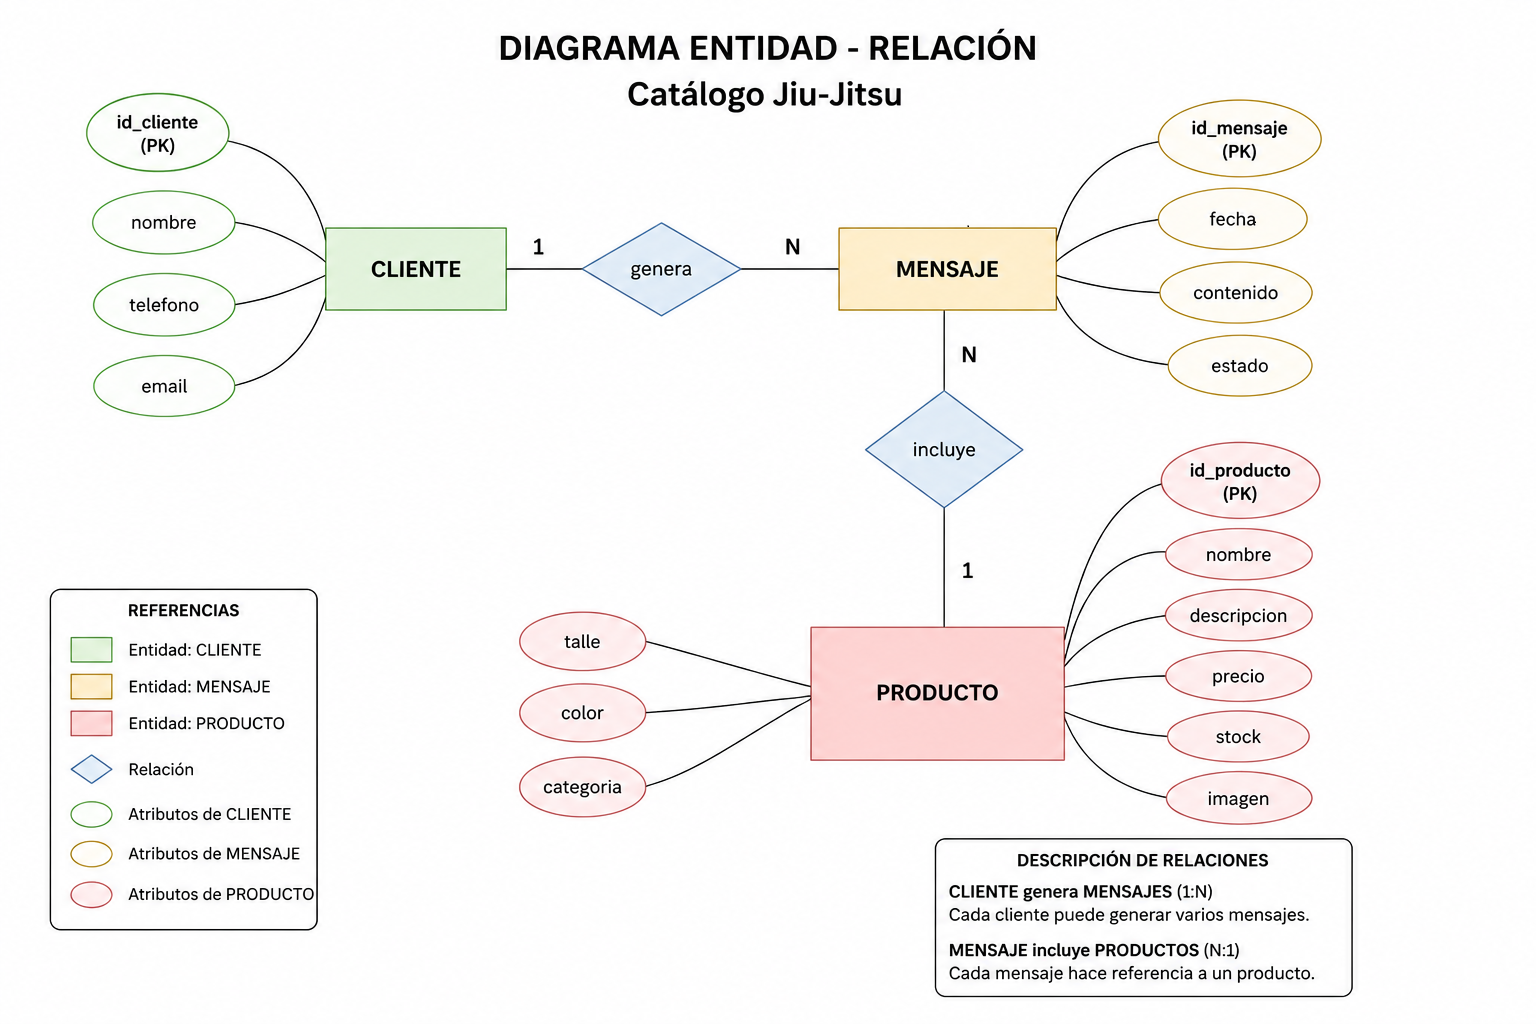 DIAGRAMA ENTIDAD - RELACIÓN
Catálogo Jiu-Jitsu
id_cliente
(PK)
nombre
telefono
email
CLIENTE
1
genera
N
MENSAJE
id_mensaje
(PK)
fecha
contenido
estado
N
incluye
1
PRODUCTO
id_producto
(PK)
nombre
descripcion
precio
stock
imagen
talle
color
categoria
REFERENCIAS
Entidad: CLIENTE
Entidad: MENSAJE
Entidad: PRODUCTO
Relación
Atributos de CLIENTE
Atributos de MENSAJE
Atributos de PRODUCTO
DESCRIPCIÓN DE RELACIONES
CLIENTE genera MENSAJES (1:N)
Cada cliente puede generar varios mensajes.
MENSAJE incluye PRODUCTOS (N:1)
Cada mensaje hace referencia a un producto.